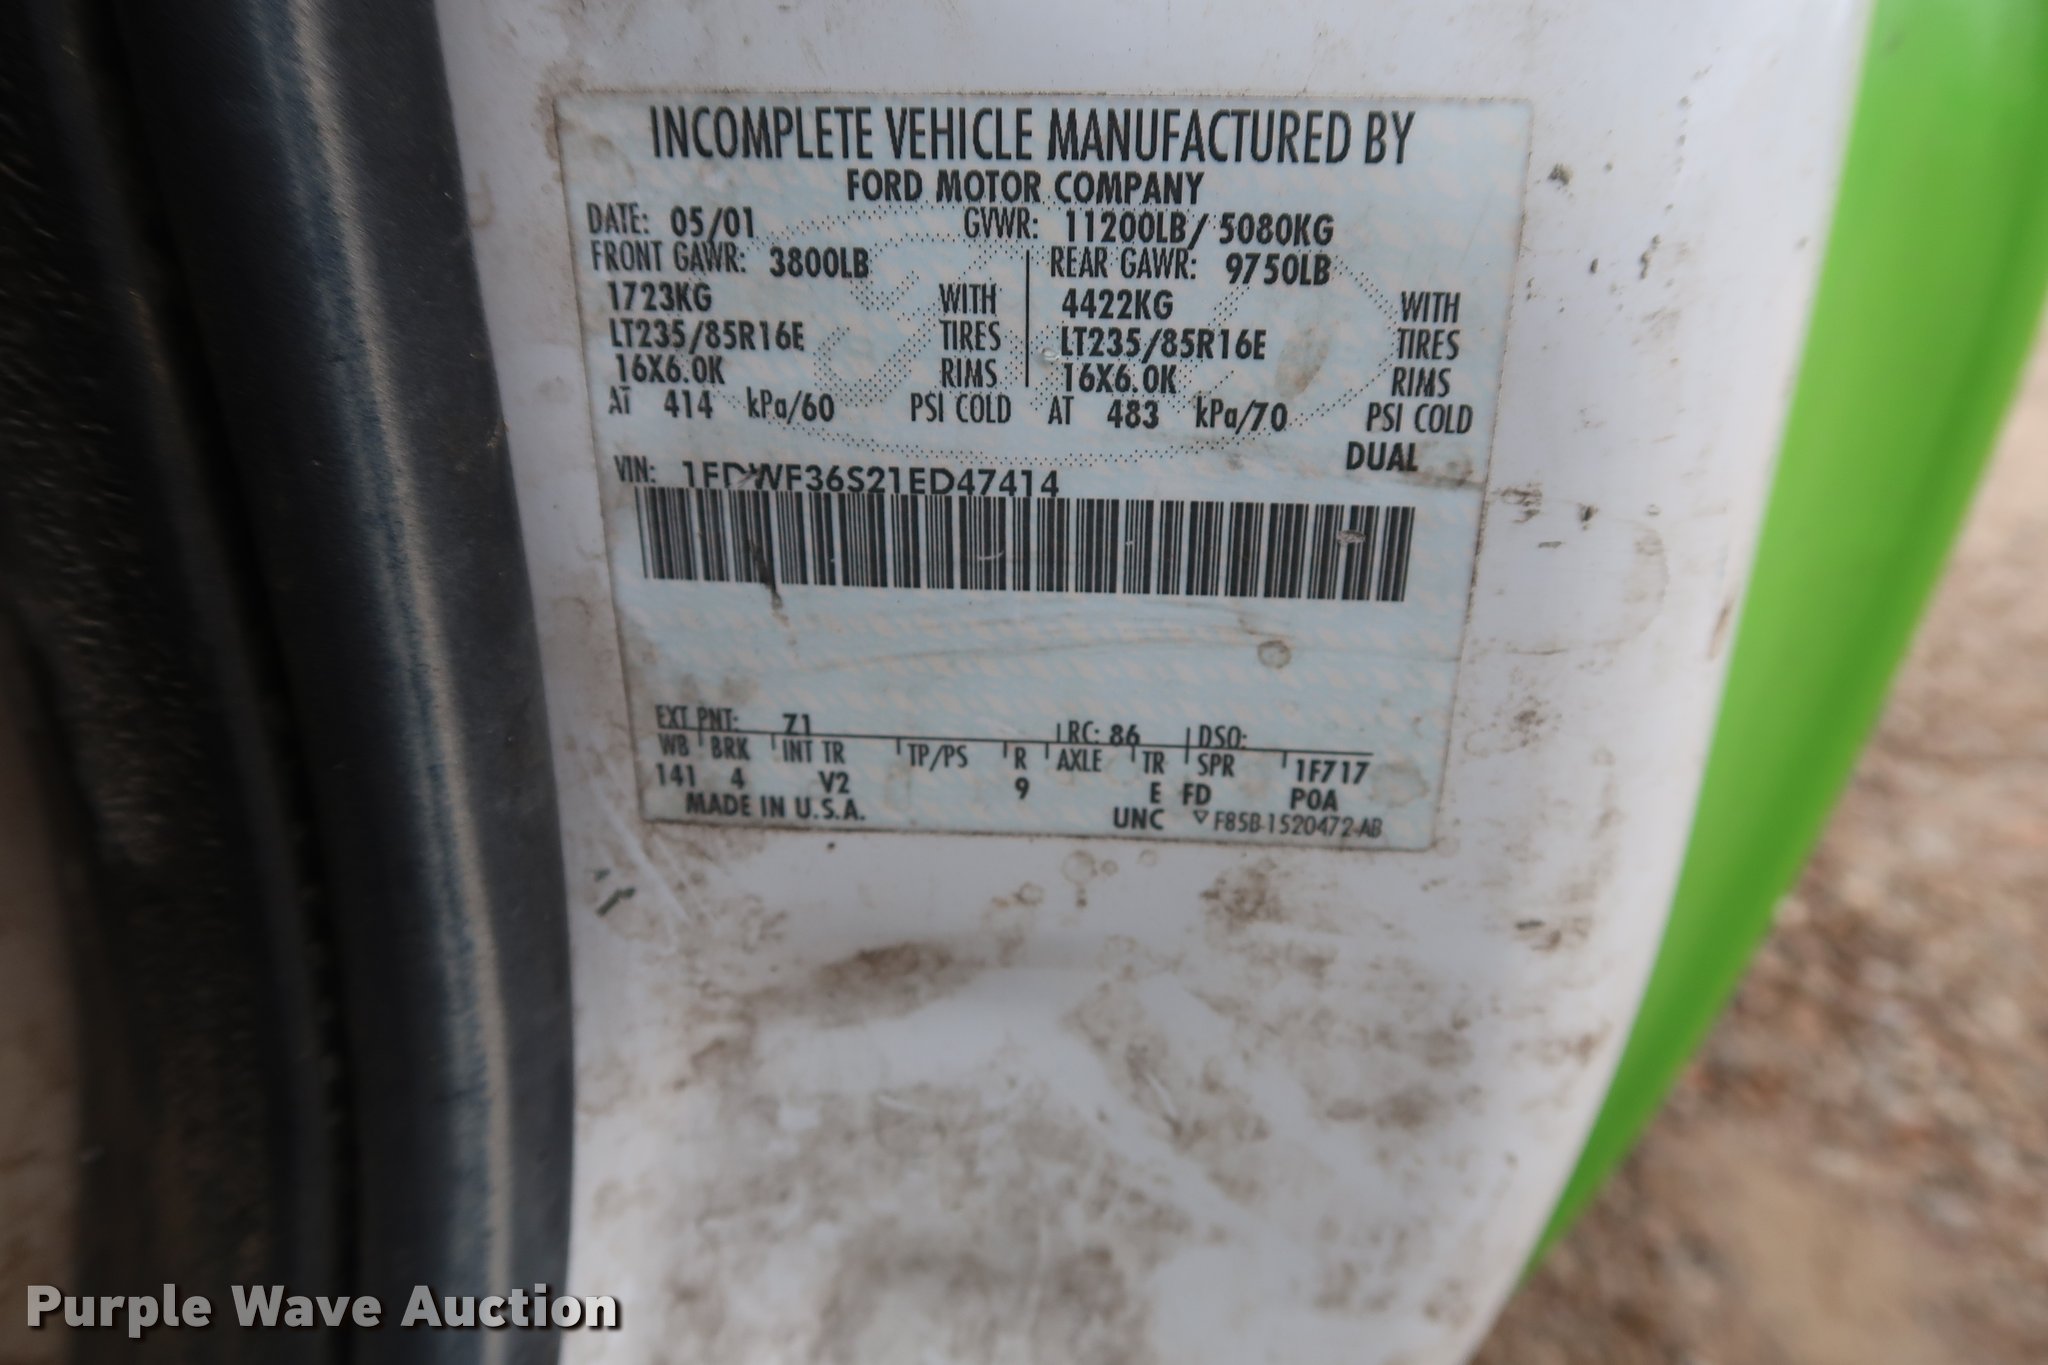 INCOMPLETE VEHICLE MANUFACTURED BY
FORD MOTOR COMPANY
DATE: 05/01 GVWR: 11200LB/ 5080KG
FRONT GAWR: 3800LB REAR GAWR: 9750LB
1723KG WITH 4422KG WITH
LT235/85R16E TIRES LT235/85R16E TIRES
16X6.0K RIMS 16X6.0K RIMS
AT 414 kPa/60 PSI COLD AT 483 kPa/70 PSI COLD
DUAL
VIN: 1FDWF36S21ED47414
EXT PNT: Z1 RC: 86 DSO:
WB BRK INT TR TP/PS R AXLE TR SPR 1F717
141 4 V2 9 E FD P0A
MADE IN U.S.A. UNC ▽ F85B-1520472-AB
Purple Wave Auction